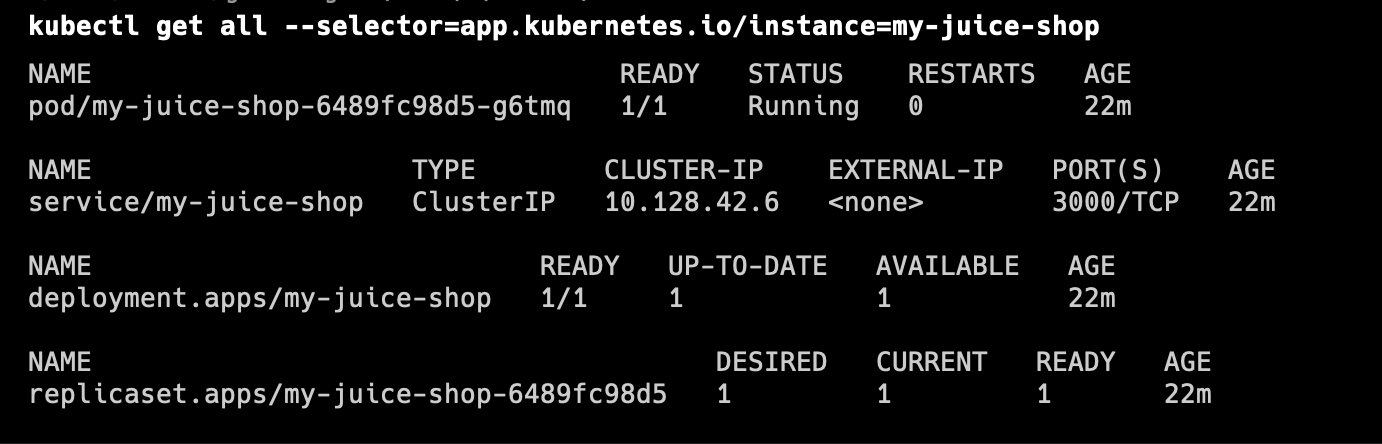 kubectl get all --selector=app.kubernetes.io/instance=my-juice-shop
NAME READY STATUS RESTARTS AGE
pod/my-juice-shop-6489fc98d5-g6tmq 1/1 Running 0 22m
NAME TYPE CLUSTER-IP EXTERNAL-IP PORT(S) AGE
service/my-juice-shop ClusterIP 10.128.42.6 <none> 3000/TCP 22m
NAME READY UP-TO-DATE AVAILABLE AGE
deployment.apps/my-juice-shop 1/1 1 1 22m
NAME DESIRED CURRENT READY AGE
replicaset.apps/my-juice-shop-6489fc98d5 1 1 1 22m